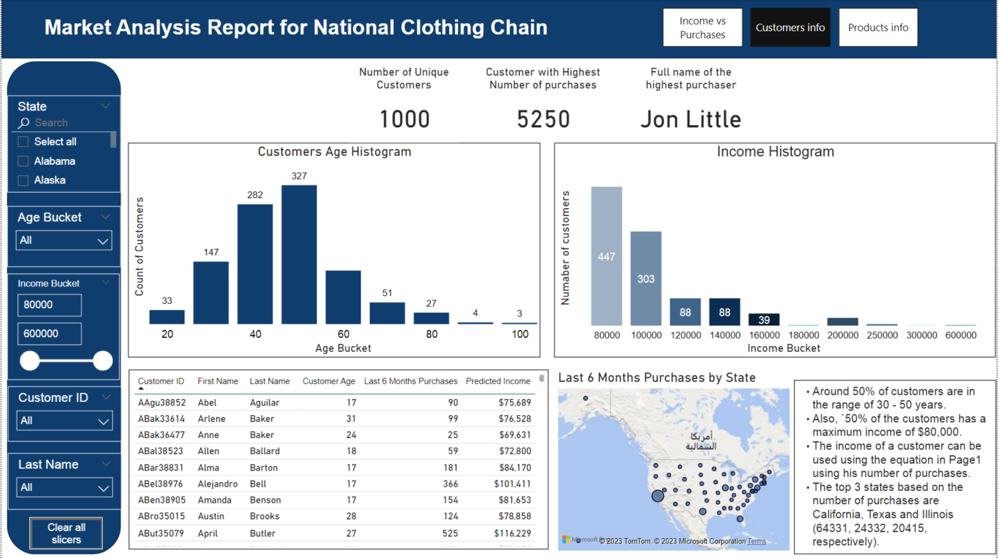 Market Analysis Report for National Clothing Chain
Income vs
Purchases
Customers info
Products info
Number of Unique
Customers
1000
Customer with Highest
Number of purchases
5250
Full name of the
highest purchaser
Jon Little
State
Search
Select all
Alabama
Alaska
Age Bucket
All
Income Bucket
80000
600000
Customer ID
All
Last Name
All
Clear all
slicers
Customers Age Histogram
Count of Customers
33
147
282
327
51
27
4
3
20
40
60
80
100
Age Bucket
Income Histogram
Numaber of customers
447
303
88
88
39
80000
100000
120000
140000
160000
180000
200000
250000
300000
600000
Income Bucket
Customer ID First Name Last Name Customer Age Last 6 Months Purchases Predicted Income
AAgu38852 Abel Aguilar 17 90 $75,689
ABak33614 Arlene Baker 31 99 $76,528
ABak36477 Anne Baker 24 25 $69,631
ABal38523 Allen Ballard 18 59 $72,800
ABar38831 Alma Barton 17 181 $84,170
ABel38976 Alejandro Bell 17 366 $101,411
ABen38905 Amanda Benson 17 154 $81,653
ABro35015 Austin Brooks 28 124 $78,858
ABut35079 April Butler 27 525 $116,229
Last 6 Months Purchases by State
أمريكا
الشمالية
Microsoft
© 2023 TomTom, © 2023 Microsoft Corporation Terms
• Around 50% of customers are in
the range of 30 - 50 years.
• Also, `50% of the customers has a
maximum income of $80,000.
• The income of a customer can be
used using the equation in Page1
using his number of purchases.
• The top 3 states based on the
number of purchases are
California, Texas and Illinois
(64331, 24332, 20415,
respectively).